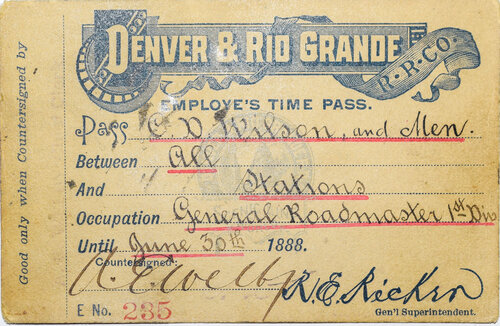 DENVER & RIO GRANDE
R.R.CO.
EMPLOYE'S TIME PASS.
Pass C. D. Wilson, and Men.
Between All
And Stations
Occupation General Roadmaster 1st Div
Until June 30th 1888.
Countersigned:
R.E. Ricker
E No. 235
Gen'l Superintendent.
Good only when Countersigned by